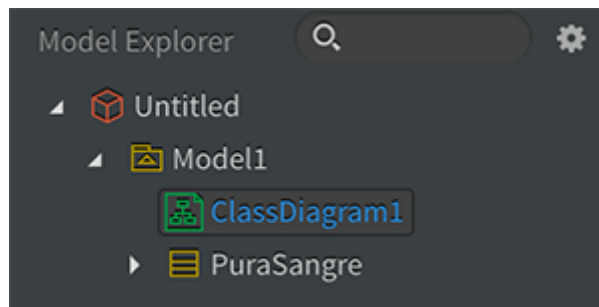 Model Explorer
Untitled
Model1
ClassDiagram1
PuraSangre